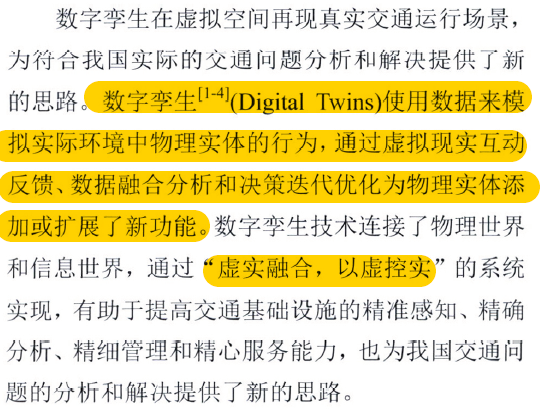 数字孪生在虚拟空间再现真实交通运行场景，
为符合我国实际的交通问题分析和解决提供了新
的思路。数字孪生[1-4](Digital Twins)使用数据来模
拟实际环境中物理实体的行为，通过虚拟现实互动
反馈、数据融合分析和决策迭代优化为物理实体添
加或扩展了新功能。数字孪生技术连接了物理世界
和信息世界，通过“虚实融合，以虚控实”的系统
实现，有助于提高交通基础设施的精准感知、精确
分析、精细管理和精心服务能力，也为我国交通问
题的分析和解决提供了新的思路。